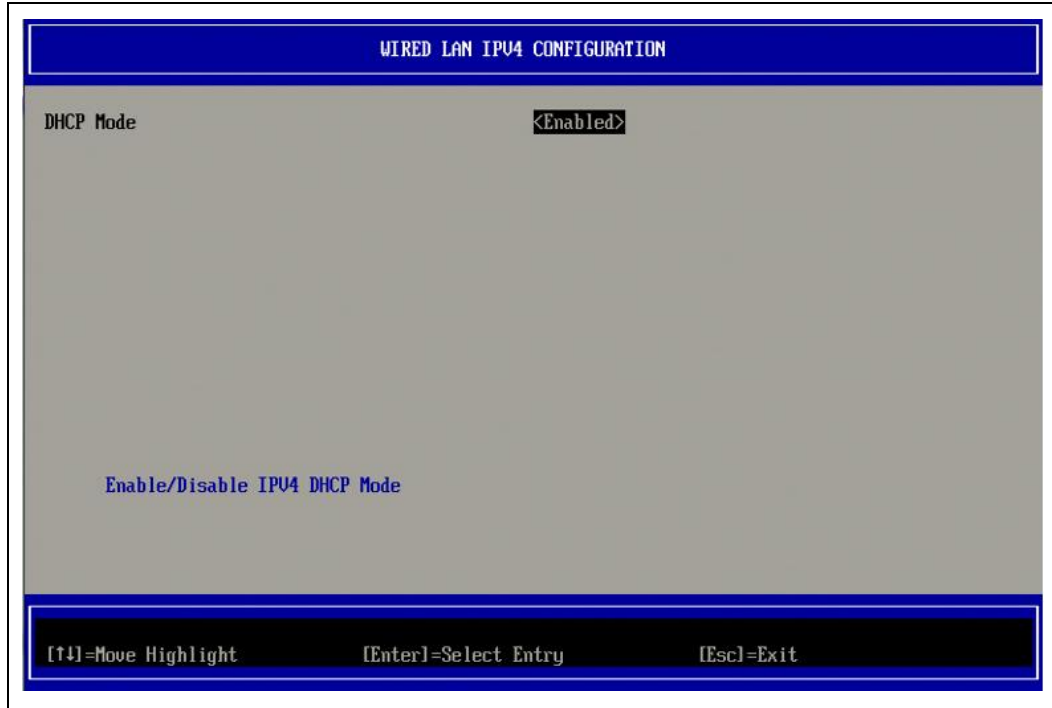 WIRED LAN IPV4 CONFIGURATION
DHCP Mode <Enabled>
Enable/Disable IPV4 DHCP Mode
[↑↓]=Move Highlight [Enter]=Select Entry [Esc]=Exit